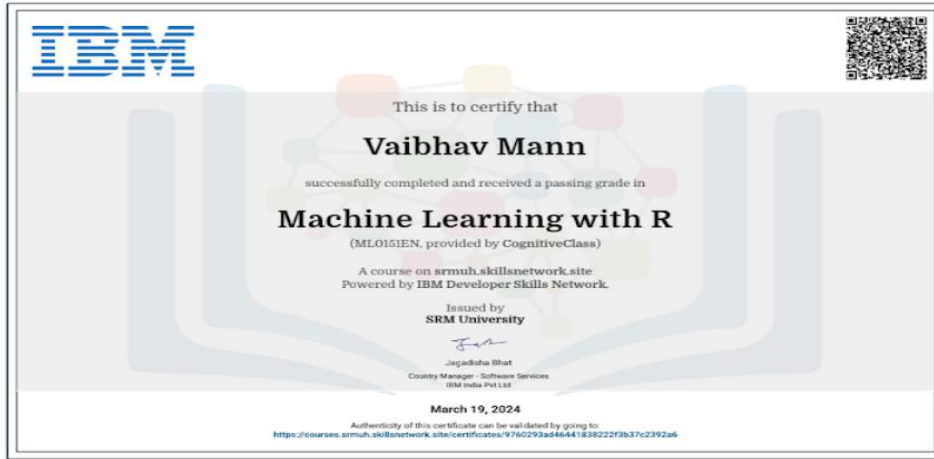 IBM
This is to certify that
Vaibhav Mann
successfully completed and received a passing grade in
Machine Learning with R
(ML0151EN, provided by CognitiveClass)
A course on srmuh.skillsnetwork.site
Powered by IBM Developer Skills Network.
Issued by
SRM University
Jagadisha Bhat
Country Manager - Software Services
IBM India Pvt Ltd
March 19, 2024
Authenticity of this certificate can be validated by going to:
https://courses.srmuh.skillsnetwork.site/certificates/9760293ad46441838222f3b37c2392a6